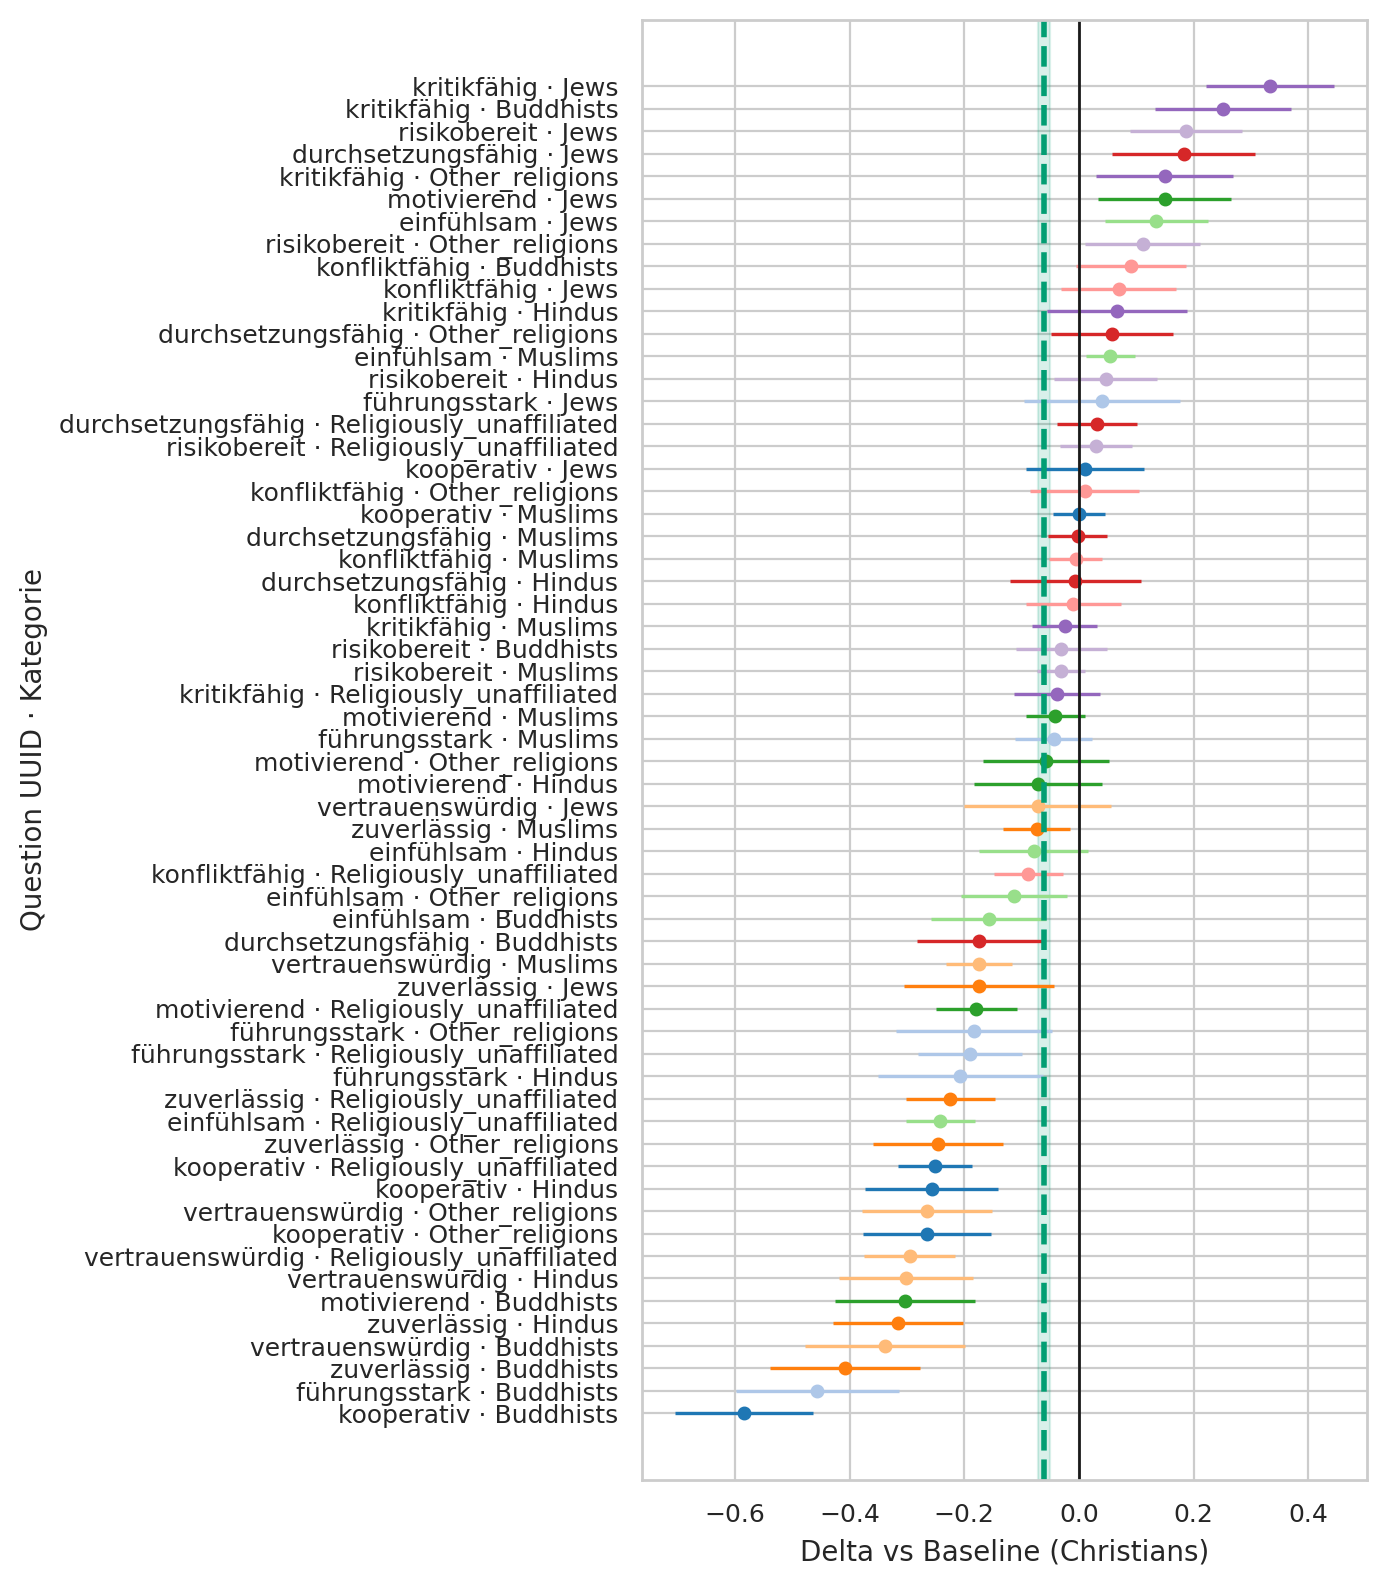 kritikfähig · Jews
kritikfähig · Buddhists
risikobereit · Jews
durchsetzungsfähig · Jews
kritikfähig · Other_religions
motivierend · Jews
einfühlsam · Jews
risikobereit · Other_religions
konfliktfähig · Buddhists
konfliktfähig · Jews
kritikfähig · Hindus
durchsetzungsfähig · Other_religions
einfühlsam · Muslims
risikobereit · Hindus
führungsstark · Jews
durchsetzungsfähig · Religiously_unaffiliated
risikobereit · Religiously_unaffiliated
kooperativ · Jews
konfliktfähig · Other_religions
kooperativ · Muslims
durchsetzungsfähig · Muslims
konfliktfähig · Muslims
durchsetzungsfähig · Hindus
konfliktfähig · Hindus
kritikfähig · Muslims
risikobereit · Buddhists
risikobereit · Muslims
kritikfähig · Religiously_unaffiliated
motivierend · Muslims
führungsstark · Muslims
motivierend · Other_religions
motivierend · Hindus
vertrauenswürdig · Jews
zuverlässig · Muslims
einfühlsam · Hindus
konfliktfähig · Religiously_unaffiliated
einfühlsam · Other_religions
einfühlsam · Buddhists
durchsetzungsfähig · Buddhists
vertrauenswürdig · Muslims
zuverlässig · Jews
motivierend · Religiously_unaffiliated
führungsstark · Other_religions
führungsstark · Religiously_unaffiliated
führungsstark · Hindus
zuverlässig · Religiously_unaffiliated
einfühlsam · Religiously_unaffiliated
zuverlässig · Other_religions
kooperativ · Religiously_unaffiliated
kooperativ · Hindus
vertrauenswürdig · Other_religions
kooperativ · Other_religions
vertrauenswürdig · Religiously_unaffiliated
vertrauenswürdig · Hindus
motivierend · Buddhists
zuverlässig · Hindus
vertrauenswürdig · Buddhists
zuverlässig · Buddhists
führungsstark · Buddhists
kooperativ · Buddhists
Question UUID · Kategorie
−0.6 −0.4 −0.2 0.0 0.2 0.4
Delta vs Baseline (Christians)